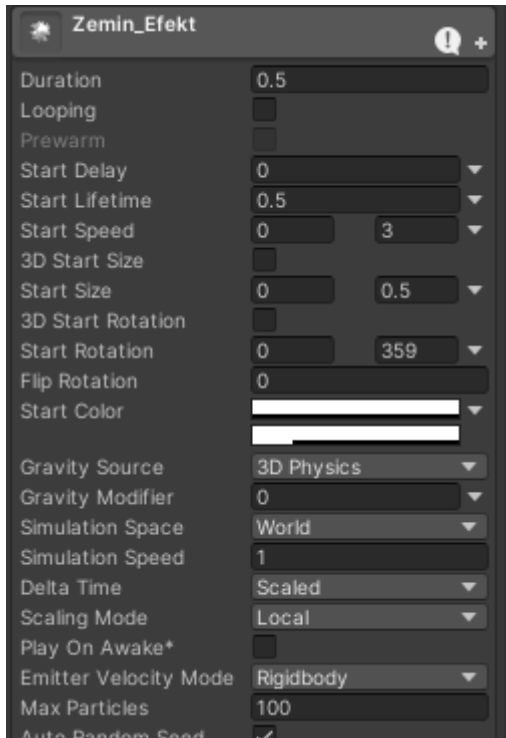 Zemin_Efekt
Duration 0.5
Looping
Prewarm
Start Delay 0
Start Lifetime 0.5
Start Speed 0 3
3D Start Size
Start Size 0 0.5
3D Start Rotation
Start Rotation 0 359
Flip Rotation 0
Start Color
Gravity Source 3D Physics
Gravity Modifier 0
Simulation Space World
Simulation Speed 1
Delta Time Scaled
Scaling Mode Local
Play On Awake*
Emitter Velocity Mode Rigidbody
Max Particles 100
Auto Random Seed